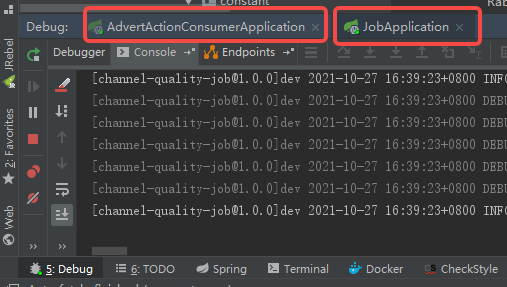 constant
Rab
Debug:
AdvertActionConsumerApplication
JobApplication
JRebel
Debugger
Console
Endpoints
[channel-quality-job@1.0.0]dev 2021-10-27 16:39:23+0800 INFO
[channel-quality-job@1.0.0]dev 2021-10-27 16:39:23+0800 DEBU
[channel-quality-job@1.0.0]dev 2021-10-27 16:39:23+0800 DEBU
[channel-quality-job@1.0.0]dev 2021-10-27 16:39:23+0800 DEBU
[channel-quality-job@1.0.0]dev 2021-10-27 16:39:23+0800 DEBU
[channel-quality-job@1.0.0]dev 2021-10-27 16:39:23+0800 DEBU
[channel-quality-job@1.0.0]dev 2021-10-27 16:39:23+0800 INFO
2: Favorites
Web
5: Debug
6: TODO
Spring
Terminal
Docker
CheckStyle